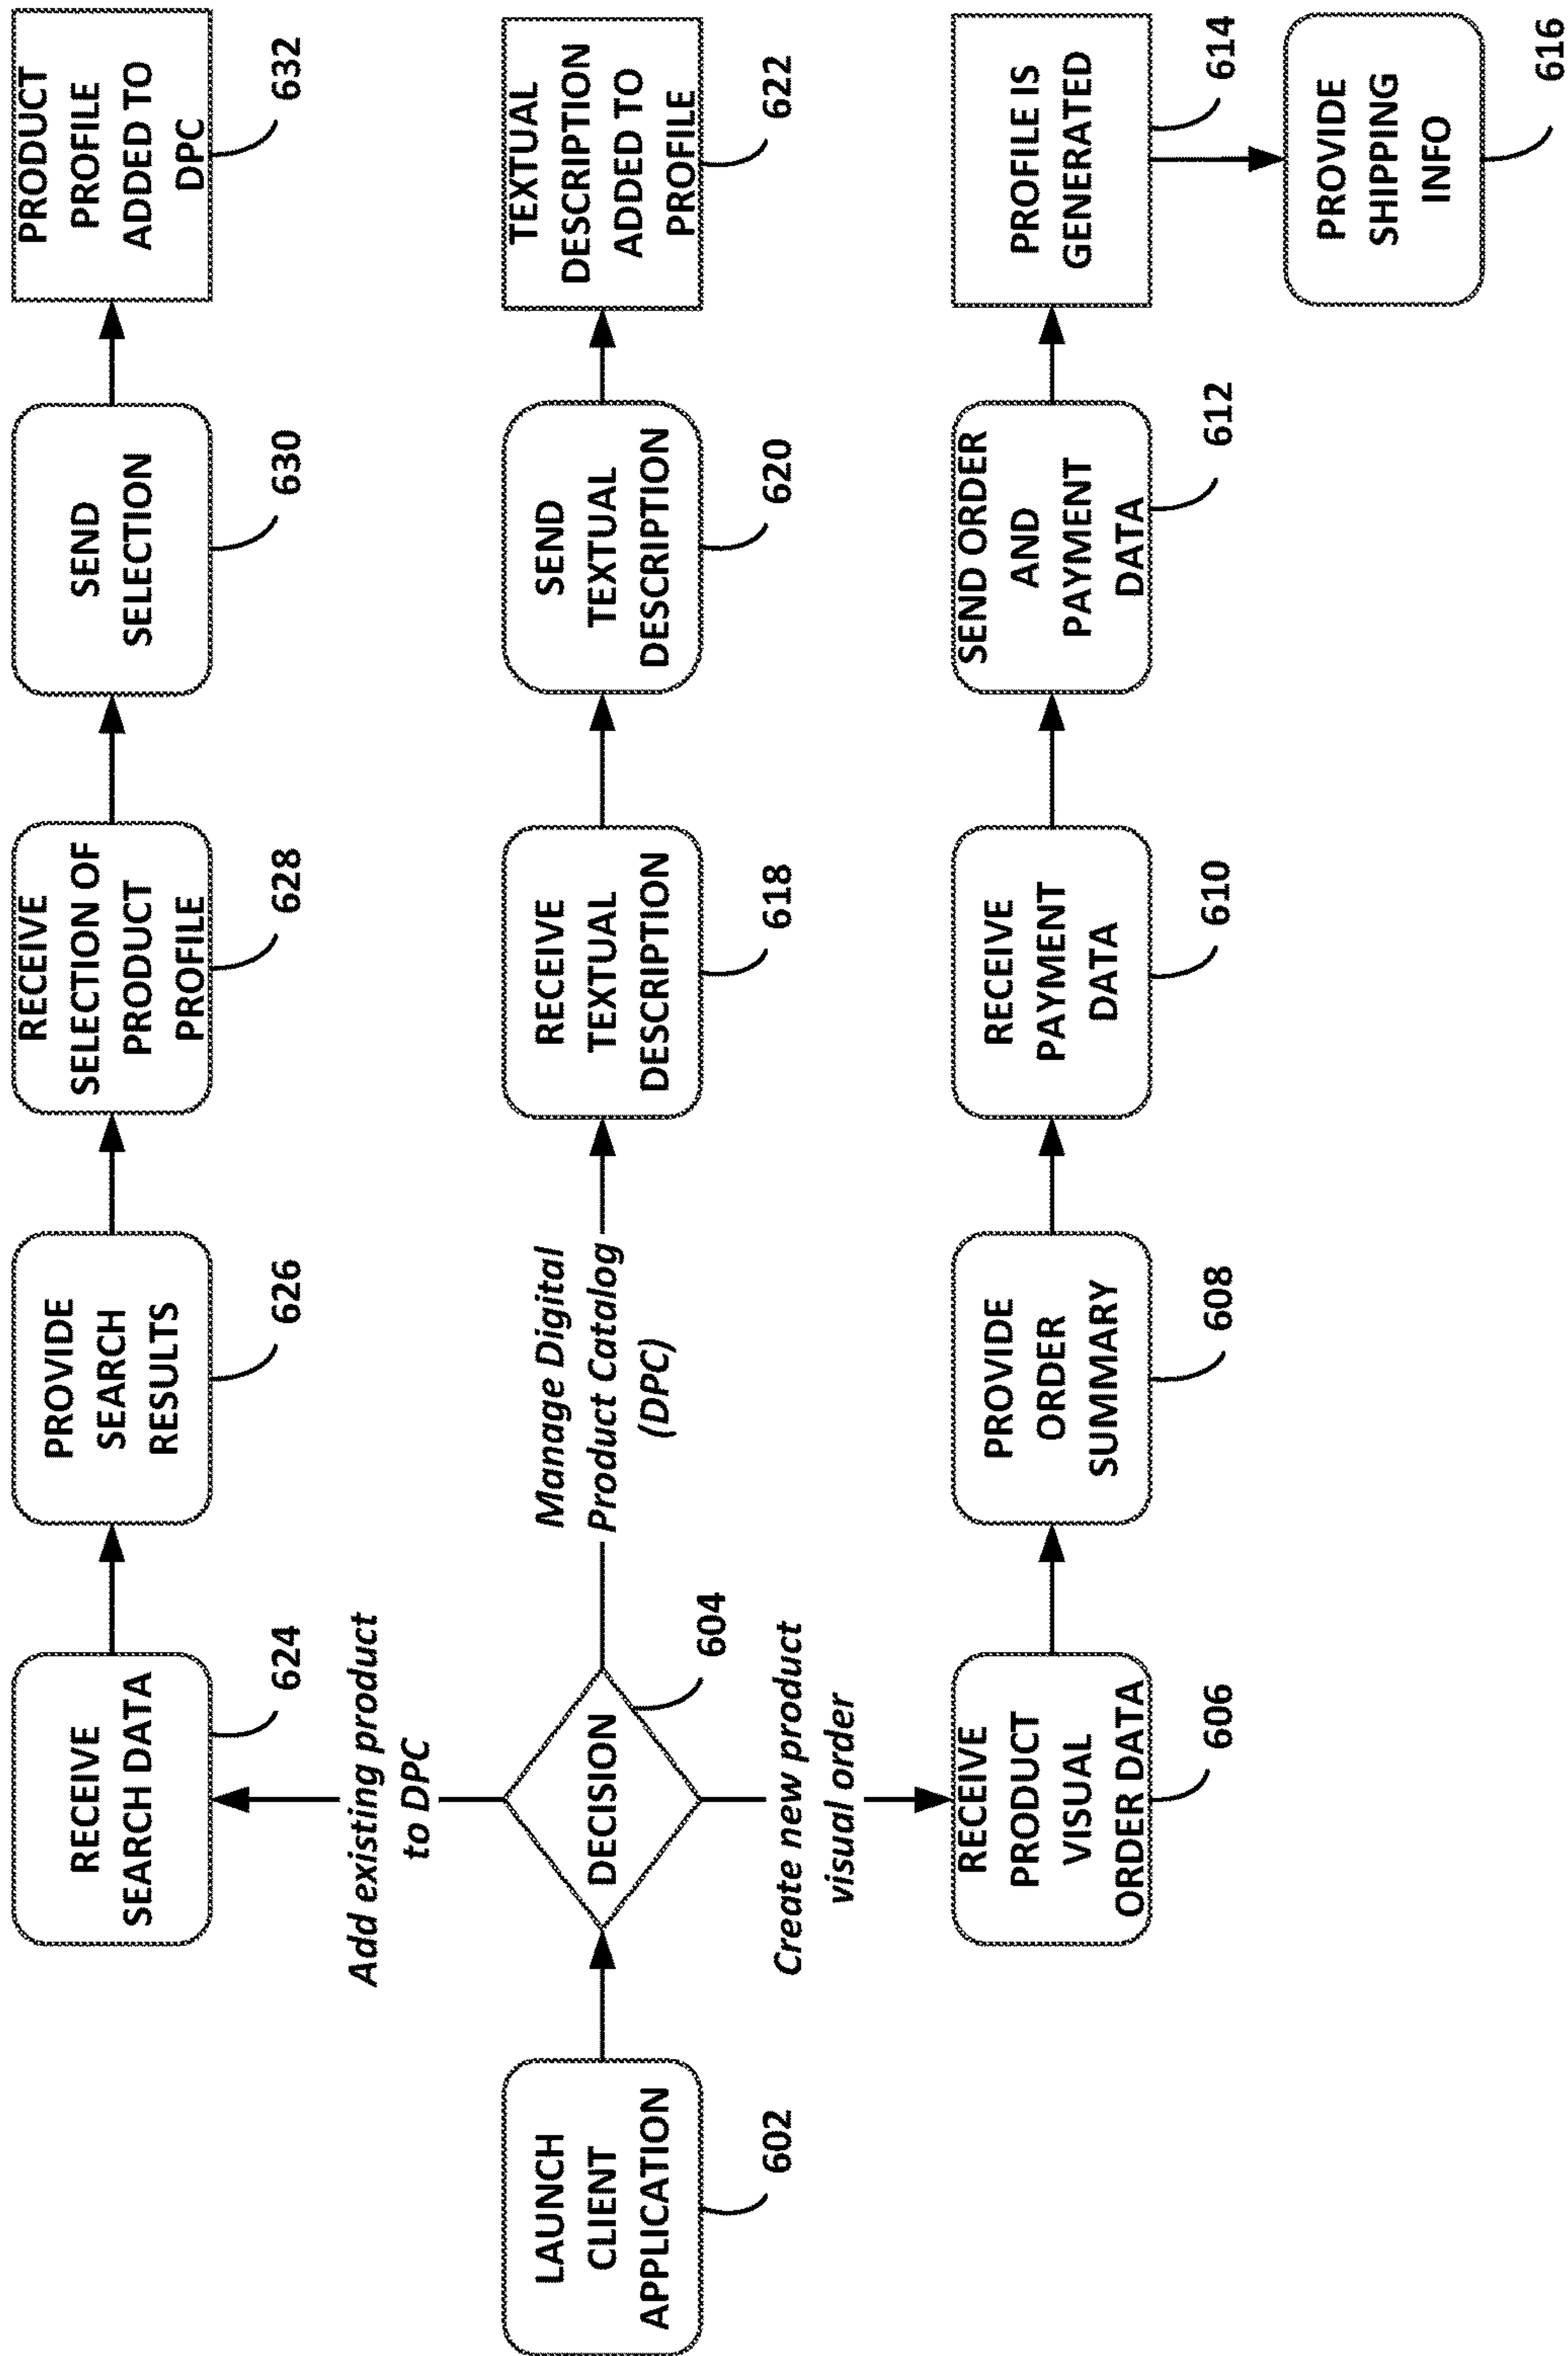 RECEIVE
SEARCH DATA
624
PROVIDE
SEARCH
RESULTS
626
RECEIVE
SELECTION OF
PRODUCT
PROFILE
628
SEND
SELECTION
630
PRODUCT
PROFILE
ADDED TO
DPC
632
Add existing product
to DPC
LAUNCH
CLIENT
APPLICATION
602
DECISION
604
Manage Digital
Product Catalog
(DPC)
RECEIVE
TEXTUAL
DESCRIPTION
618
SEND
TEXTUAL
DESCRIPTION
620
TEXTUAL
DESCRIPTION
ADDED TO
PROFILE
622
Create new product
visual order
RECEIVE
PRODUCT
VISUAL
ORDER DATA
606
PROVIDE
ORDER
SUMMARY
608
RECEIVE
PAYMENT
DATA
610
SEND ORDER
AND
PAYMENT
DATA
612
PROFILE IS
GENERATED
614
PROVIDE
SHIPPING
INFO
616